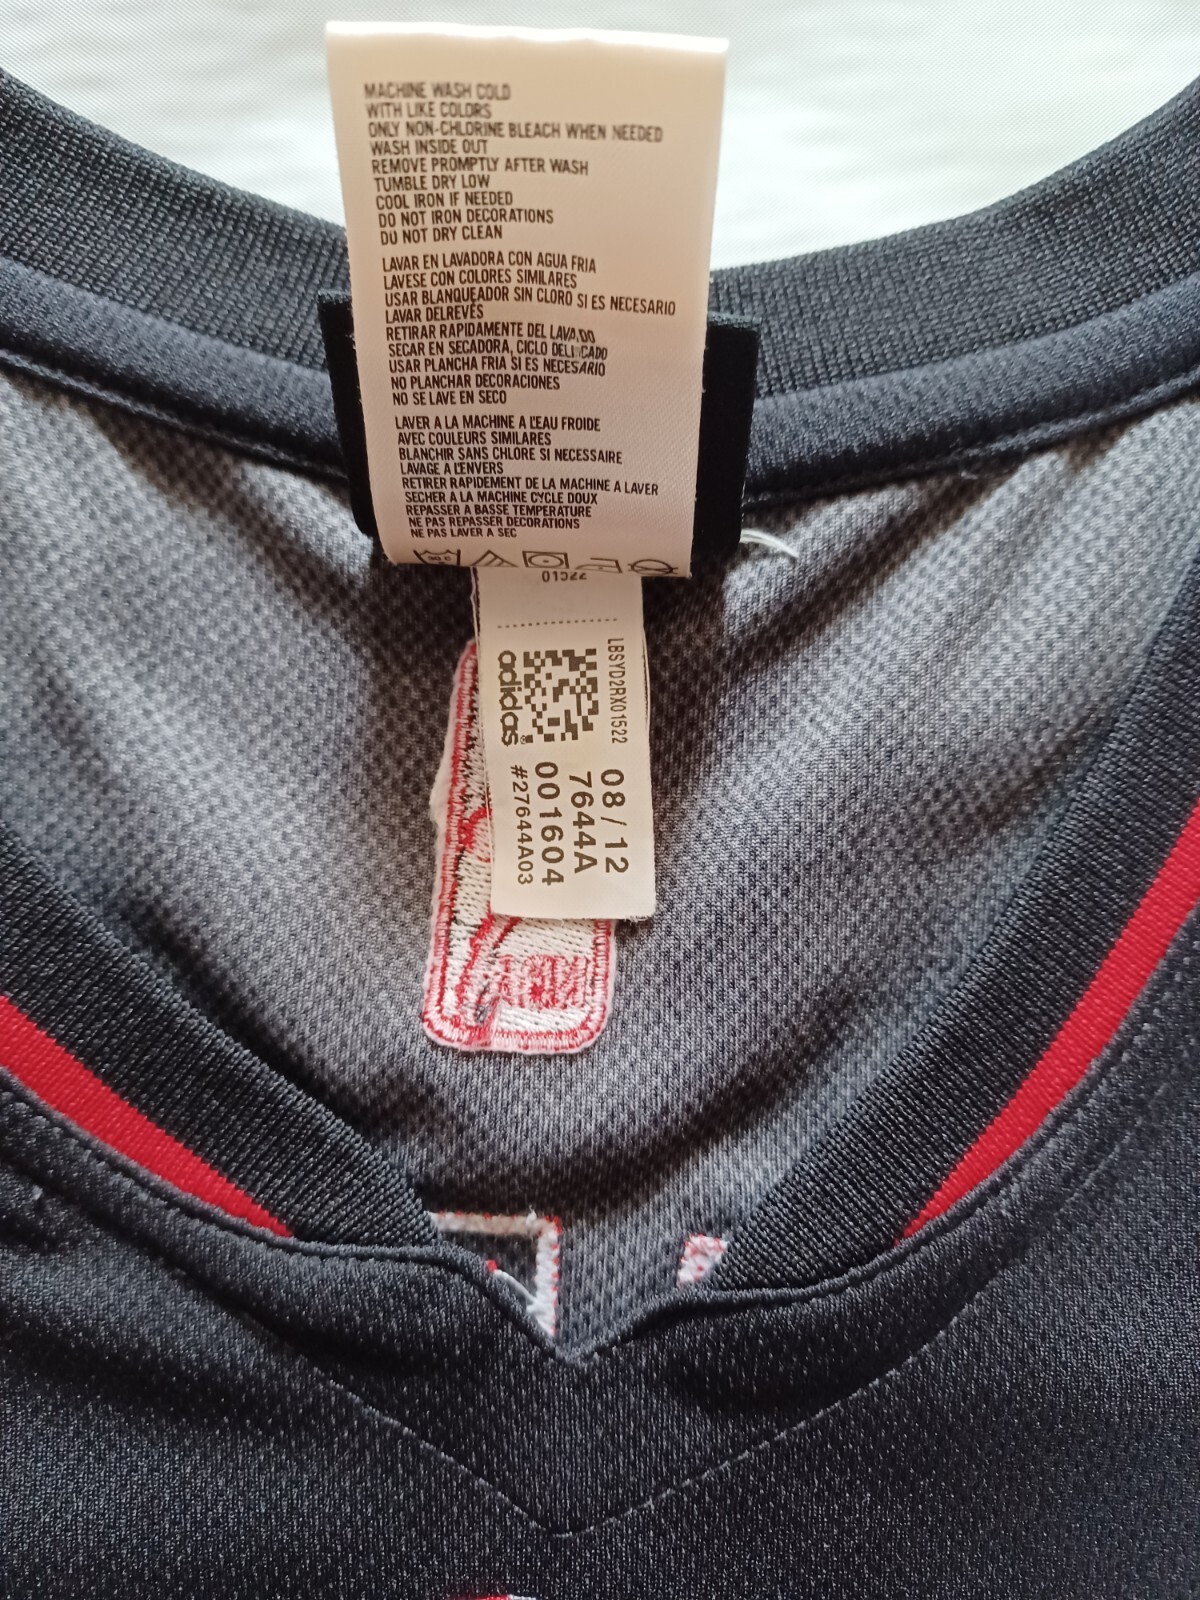 MACHINE WASH COLD
WITH LIKE COLORS
ONLY NON-CHLORINE BLEACH WHEN NEEDED
WASH INSIDE OUT
REMOVE PROMPTLY AFTER WASH
TUMBLE DRY LOW
COOL IRON IF NEEDED
DO NOT IRON DECORATIONS
DO NOT DRY CLEAN
LAVAR EN LAVADORA CON AGUA FRIA
LAVESE CON COLORES SIMILARES
USAR BLANQUEADOR SIN CLORO SI ES NECESARIO
LAVAR DELREVÉS
RETIRAR RAPIDAMENTE DEL LAVADO
SECAR EN SECADORA, CICLO DELICADO
USAR PLANCHA FRIA SI ES NECESARIO
NO PLANCHAR DECORACIONES
NO SE LAVE EN SECO
LAVER A LA MACHINE A L'EAU FROIDE
AVEC COULEURS SIMILARES
BLANCHIR SANS CHLORE SI NECESSAIRE
LAVAGE A L'ENVERS
RETIRER RAPIDEMENT DE LA MACHINE A LAVER
SECHER A LA MACHINE CYCLE DOUX
REPASSER A BASSE TEMPERATURE
NE PAS REPASSER DECORATIONS
NE PAS LAVER A SEC
01522
LBSYD2RX01522
08/12
7644A
001604
#27644A03
adidas®